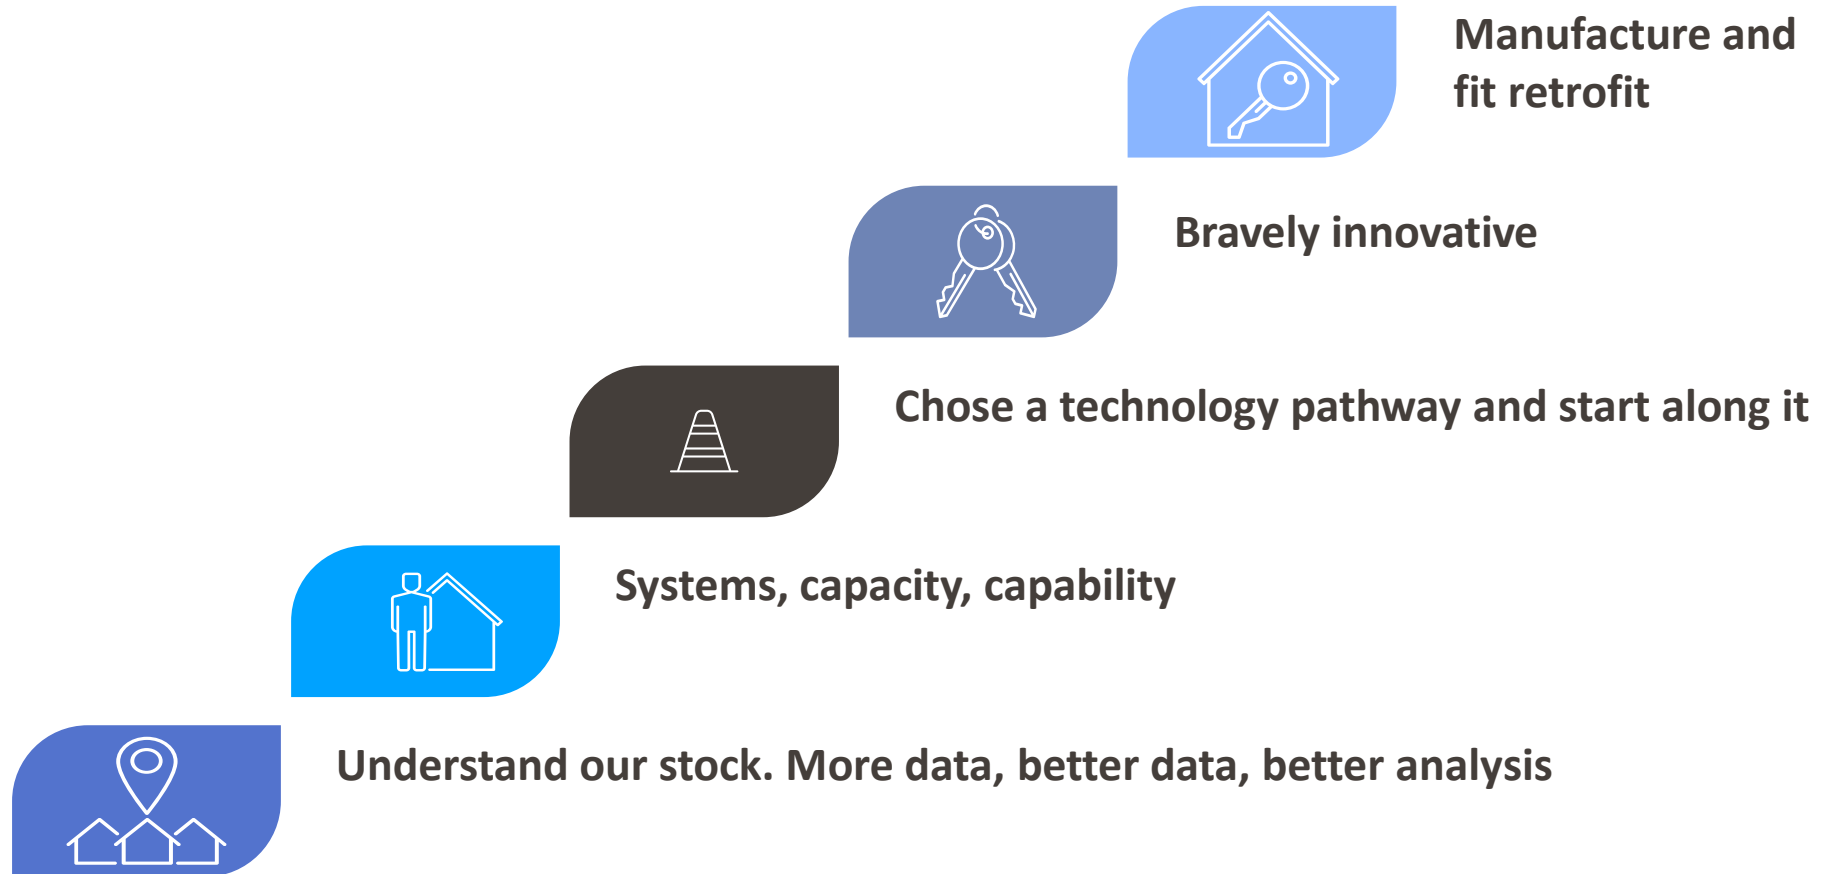 Manufacture and
fit retrofit
Bravely innovative
Chose a technology pathway and start along it
Systems, capacity, capability
Understand our stock. More data, better data, better analysis